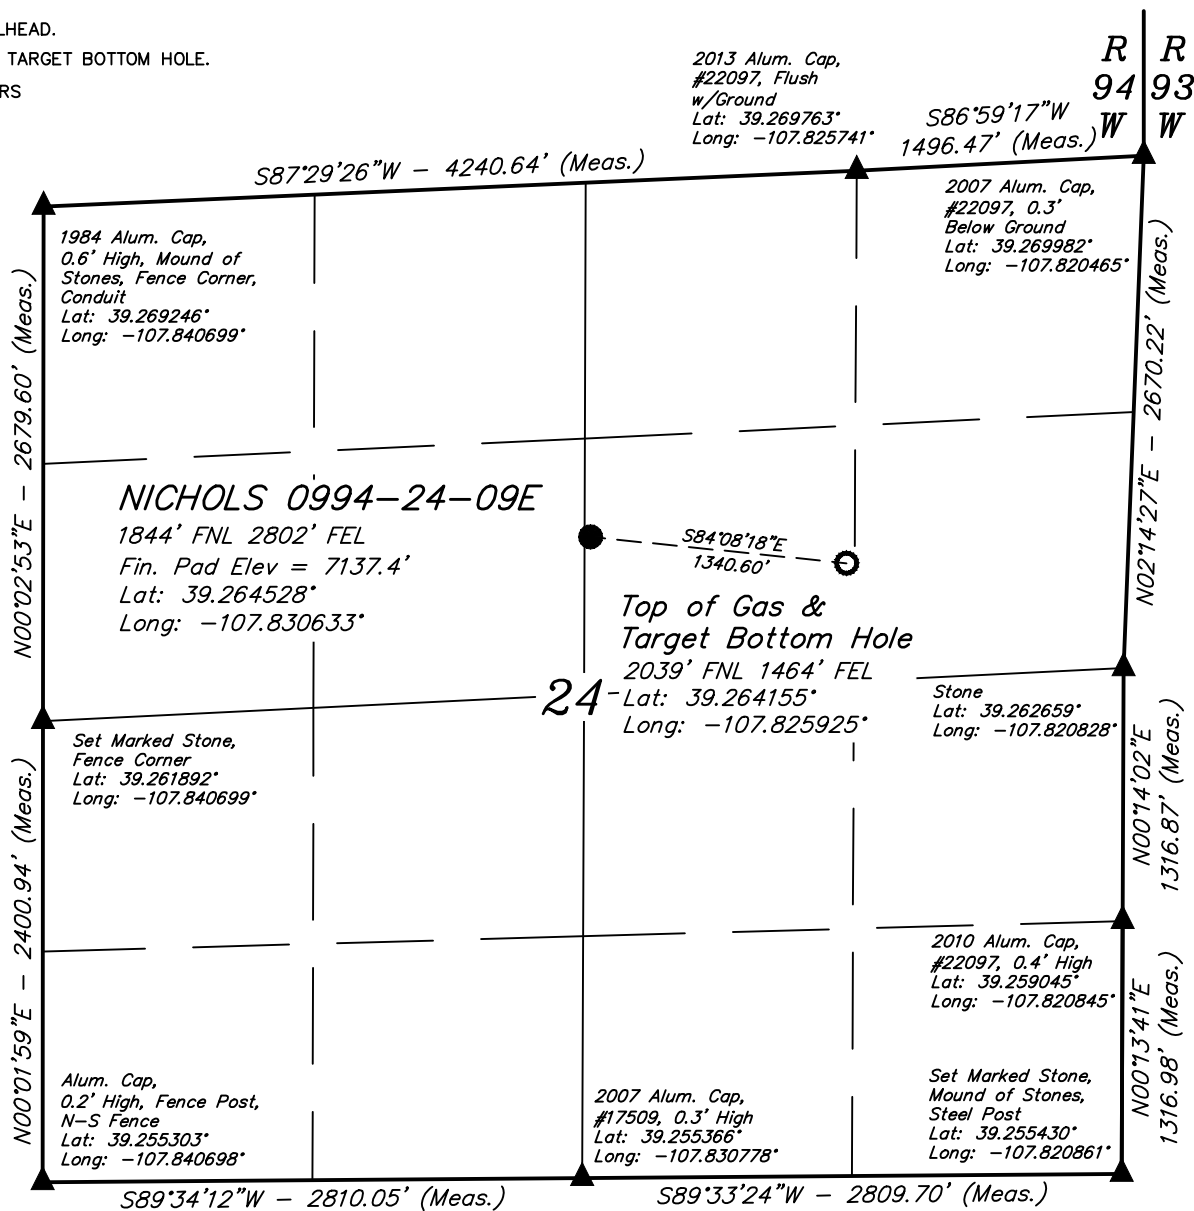 LHEAD.
TARGET BOTTOM HOLE.
RS
R R
94 93
W W
2013 Alum. Cap,
#22097, Flush
w/Ground
Lat: 39.269763°
Long: -107.825741°
S86°59'17"W
1496.47' (Meas.)
S87°29'26"W - 4240.64' (Meas.)
2007 Alum. Cap,
#22097, 0.3'
Below Ground
Lat: 39.269982°
Long: -107.820465°
1984 Alum. Cap,
0.6' High, Mound of
Stones, Fence Corner,
Conduit
Lat: 39.269246°
Long: -107.840699°
N00°02'53"E - 2679.60' (Meas.)
N02°14'27"E - 2670.22' (Meas.)
NICHOLS 0994-24-09E
1844' FNL 2802' FEL
Fin. Pad Elev = 7137.4'
Lat: 39.264528°
Long: -107.830633°
S84°08'18"E
1340.60'
Top of Gas &
Target Bottom Hole
2039' FNL 1464' FEL
Lat: 39.264155°
Long: -107.825925°
24
Stone
Lat: 39.262659°
Long: -107.820828°
Set Marked Stone,
Fence Corner
Lat: 39.261892°
Long: -107.840699°
N00°14'02"E
1316.87' (Meas.)
N00°01'59"E - 2400.94' (Meas.)
2010 Alum. Cap,
#22097, 0.4' High
Lat: 39.259045°
Long: -107.820845°
N00°13'41"E
1316.98' (Meas.)
Alum. Cap,
0.2' High, Fence Post,
N-S Fence
Lat: 39.255303°
Long: -107.840698°
2007 Alum. Cap,
#17509, 0.3' High
Lat: 39.255366°
Long: -107.830778°
Set Marked Stone,
Mound of Stones,
Steel Post
Lat: 39.255430°
Long: -107.820861°
S89°34'12"W - 2810.05' (Meas.)
S89°33'24"W - 2809.70' (Meas.)